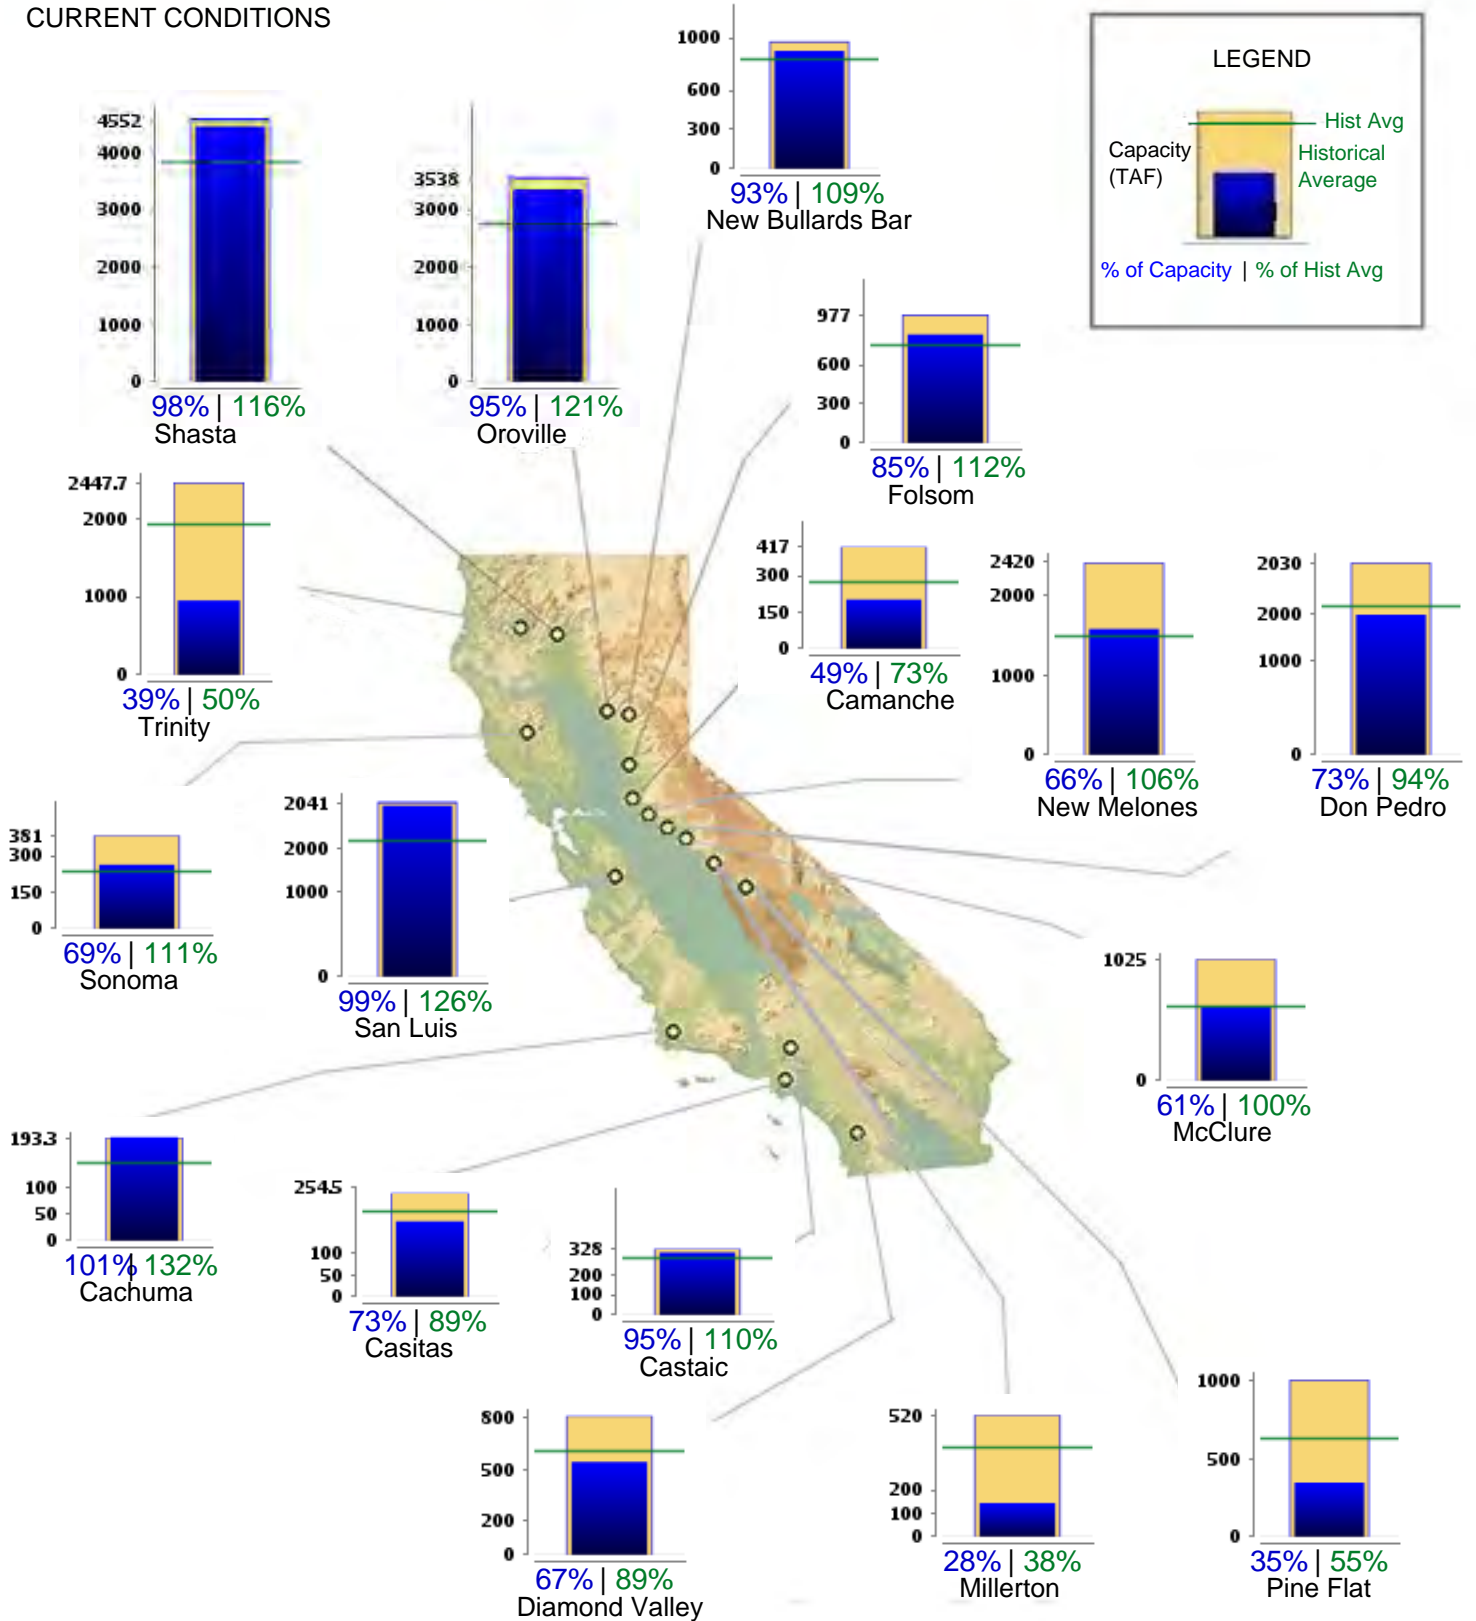 CURRENT CONDITIONS
1000
600
300
0
93% | 109%
New Bullards Bar
LEGEND
Hist Avg
Capacity
(TAF)
Historical
Average
% of Capacity | % of Hist Avg
4552
4000
3000
2000
1000
0
98% | 116%
Shasta
3538
3000
2000
1000
0
95% | 121%
Oroville
977
600
300
0
85% | 112%
Folsom
2447.7
2000
1000
0
39% | 50%
Trinity
417
300
150
0
49% | 73%
Camanche
2420
2000
1000
0
66% | 106%
New Melones
2030
2000
1000
0
73% | 94%
Don Pedro
381
300
150
0
69% | 111%
Sonoma
2041
2000
1000
0
99% | 126%
San Luis
1025
0
61% | 100%
McClure
193.3
100
50
0
101% | 132%
Cachuma
254.5
100
50
0
73% | 89%
Casitas
328
200
100
0
95% | 110%
Castaic
800
500
200
0
67% | 89%
Diamond Valley
520
200
100
0
28% | 38%
Millerton
1000
500
0
35% | 55%
Pine Flat